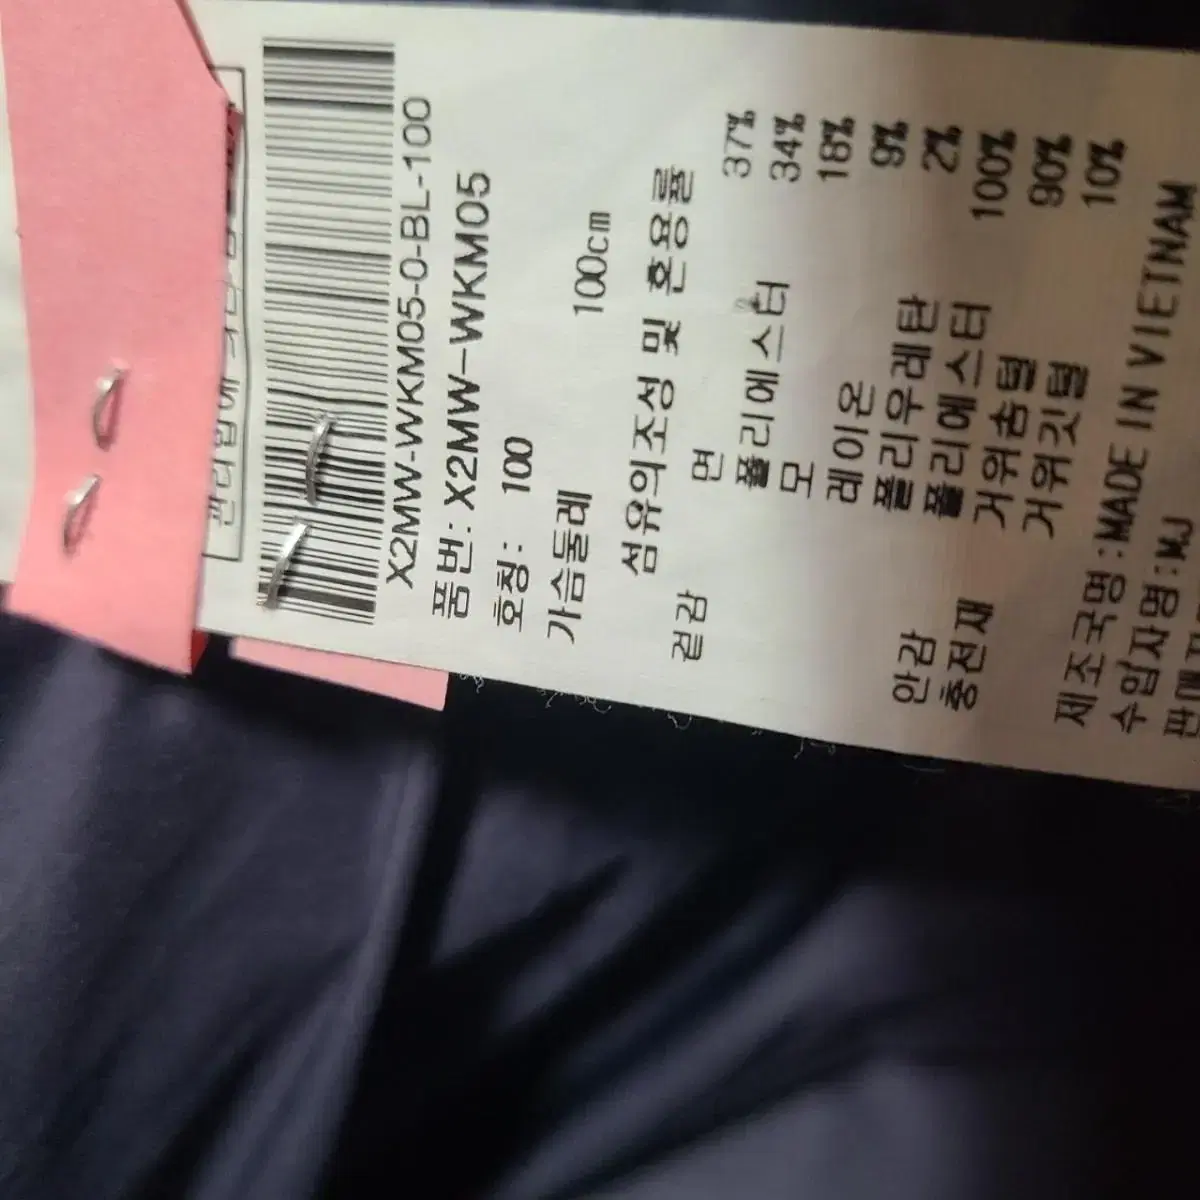 X2MW-WKM05-0-BL-100
품번: X2MW-WKM05
호칭: 100
가슴둘레 100cm
섬유의조성 및 혼용률
겉감 면 37%
폴리에스터 34%
모 18%
레이온 9%
폴리우레탄 2%
안감 폴리에스터 100%
충전재 거위솜털 90%
거위깃털 10%
제조국명:MADE IN VIETNAM
수입자명:MJ